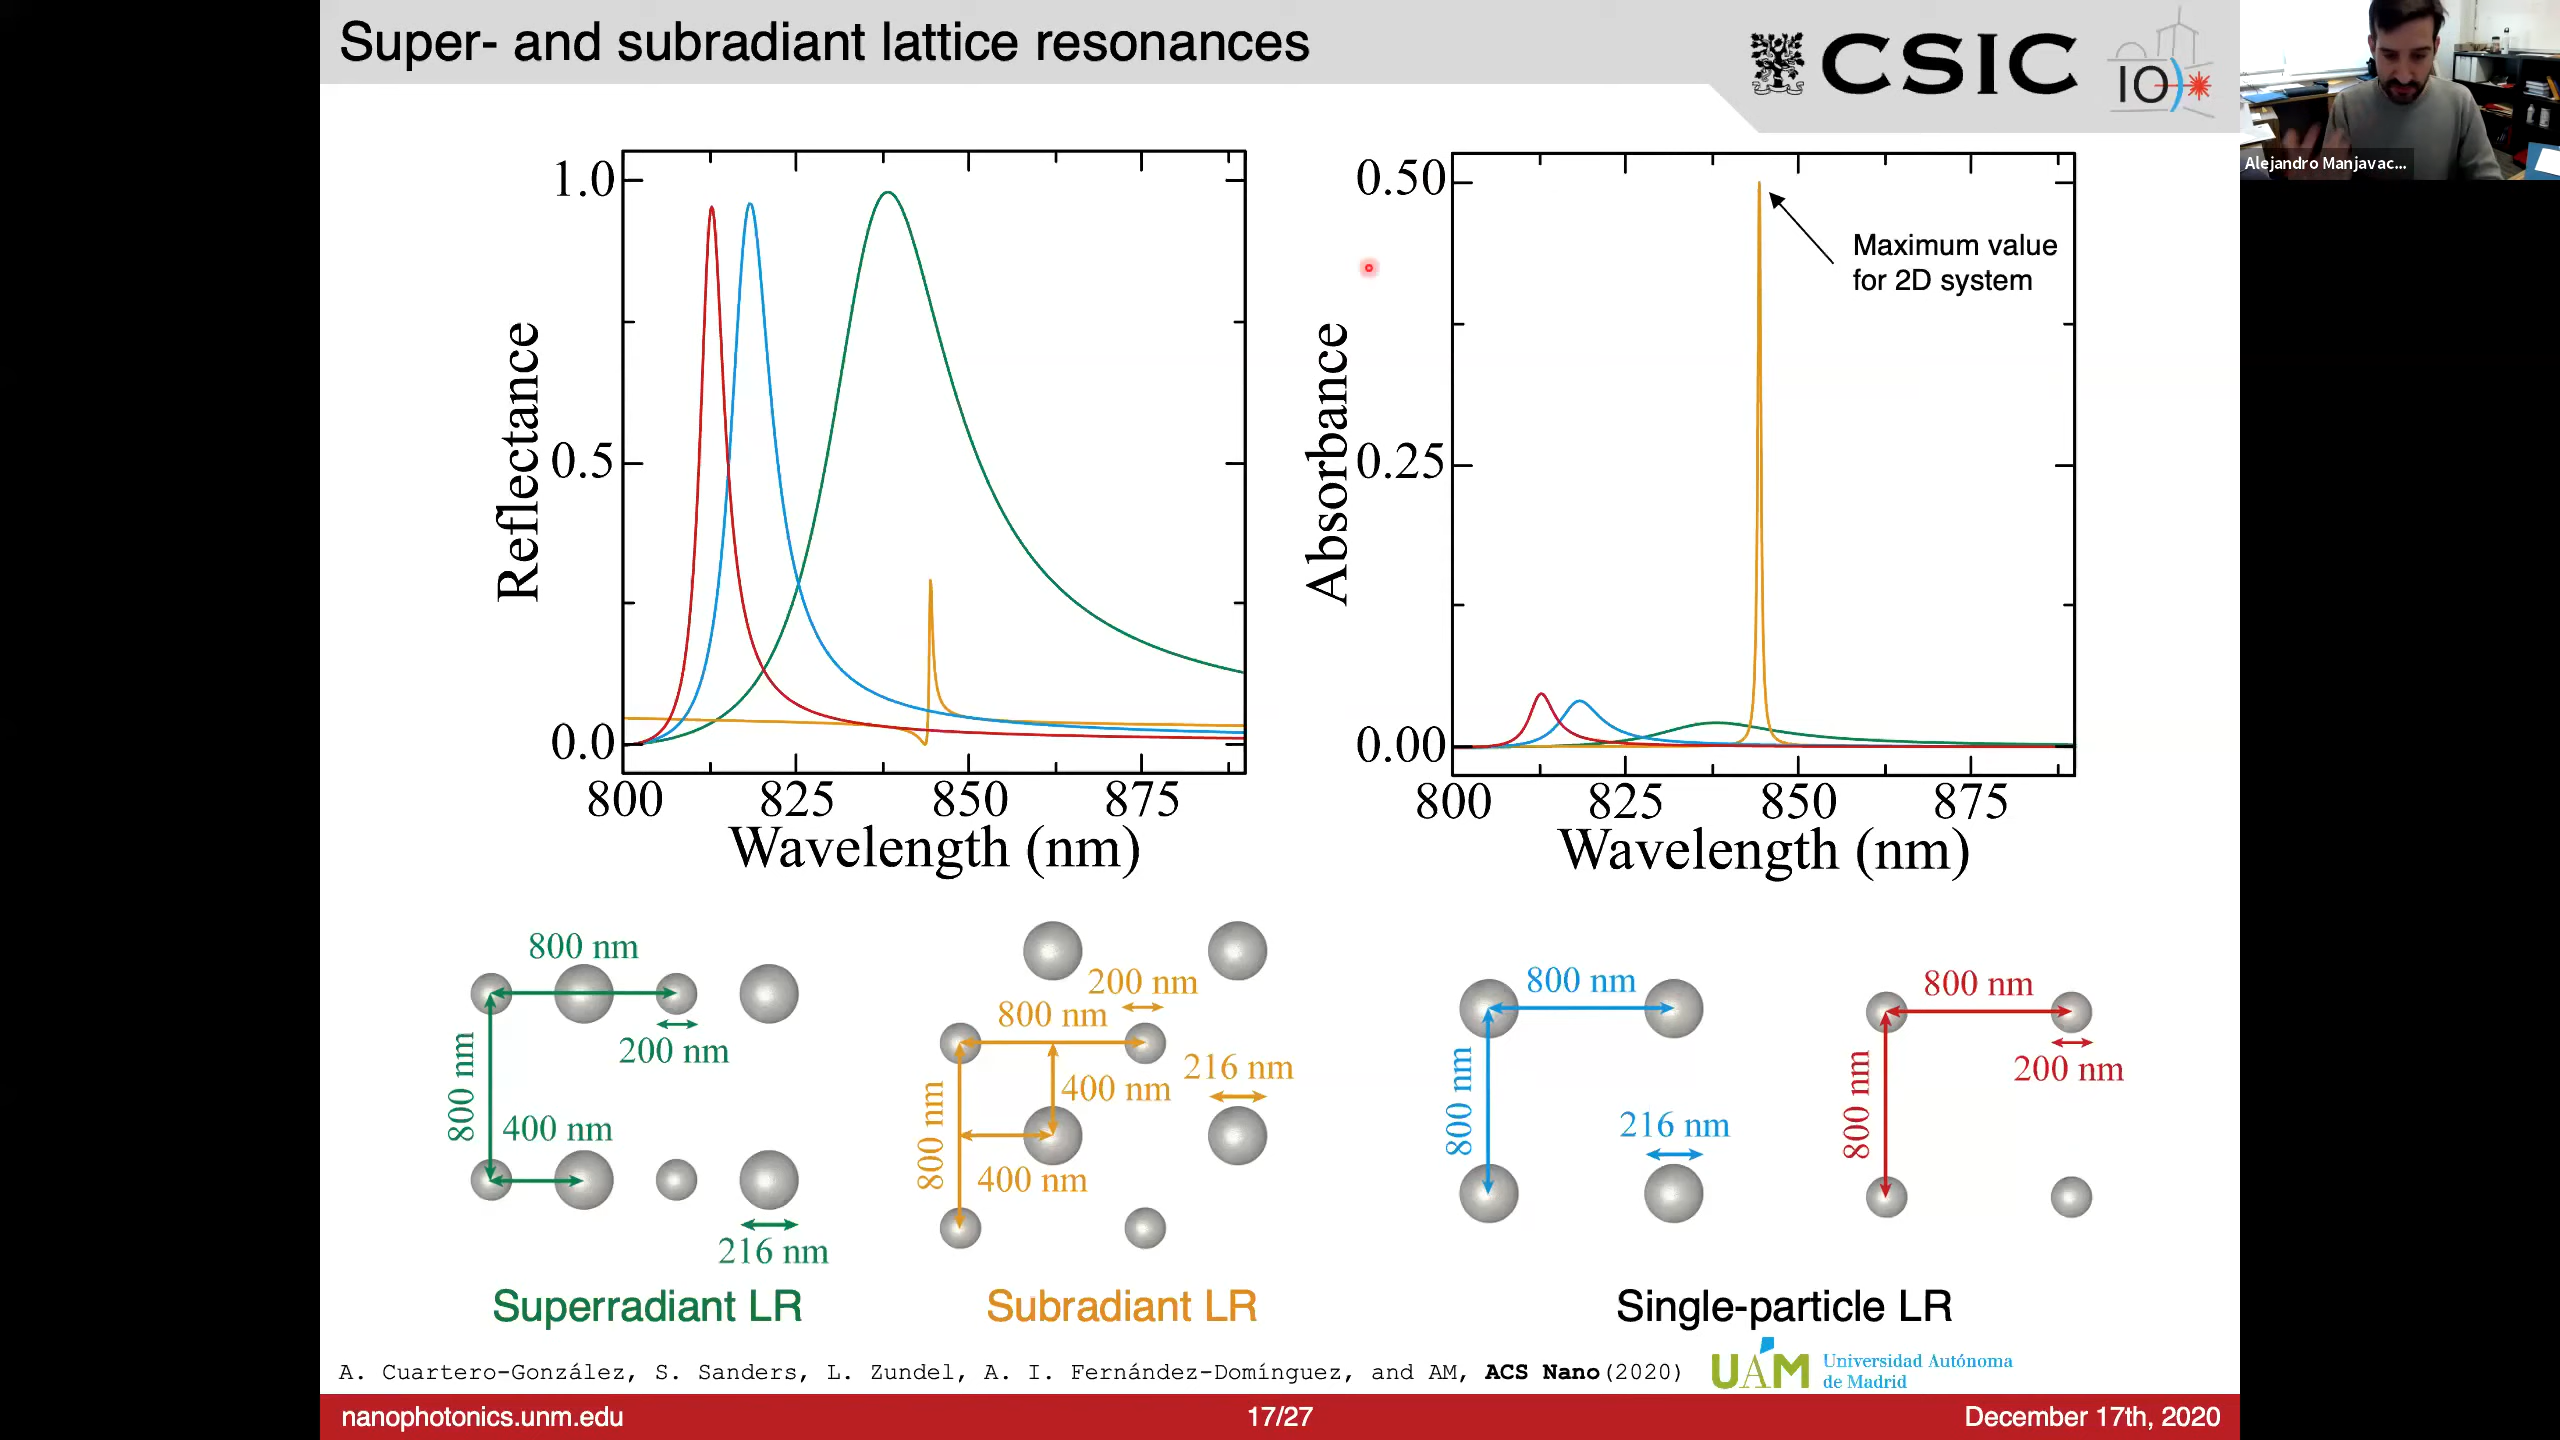 Super- and subradiant lattice resonances
CSIC
IO
Alejandro Manjavac...
Reflectance
1.0
0.5
0.0
800
825
850
875
Wavelength (nm)
Absorbance
0.50
0.25
0.00
Maximum value
for 2D system
800
825
850
875
Wavelength (nm)
800 nm
800 nm
200 nm
400 nm
216 nm
Superradiant LR
200 nm
800 nm
216 nm
400 nm
800 nm
400 nm
Subradiant LR
800 nm
800 nm
216 nm
800 nm
800 nm
200 nm
Single-particle LR
A. Cuartero-González, S. Sanders, L. Zundel, A. I. Fernández-Domínguez, and AM, ACS Nano(2020)
UAM
Universidad Autónoma
de Madrid
nanophotonics.unm.edu
17/27
December 17th, 2020